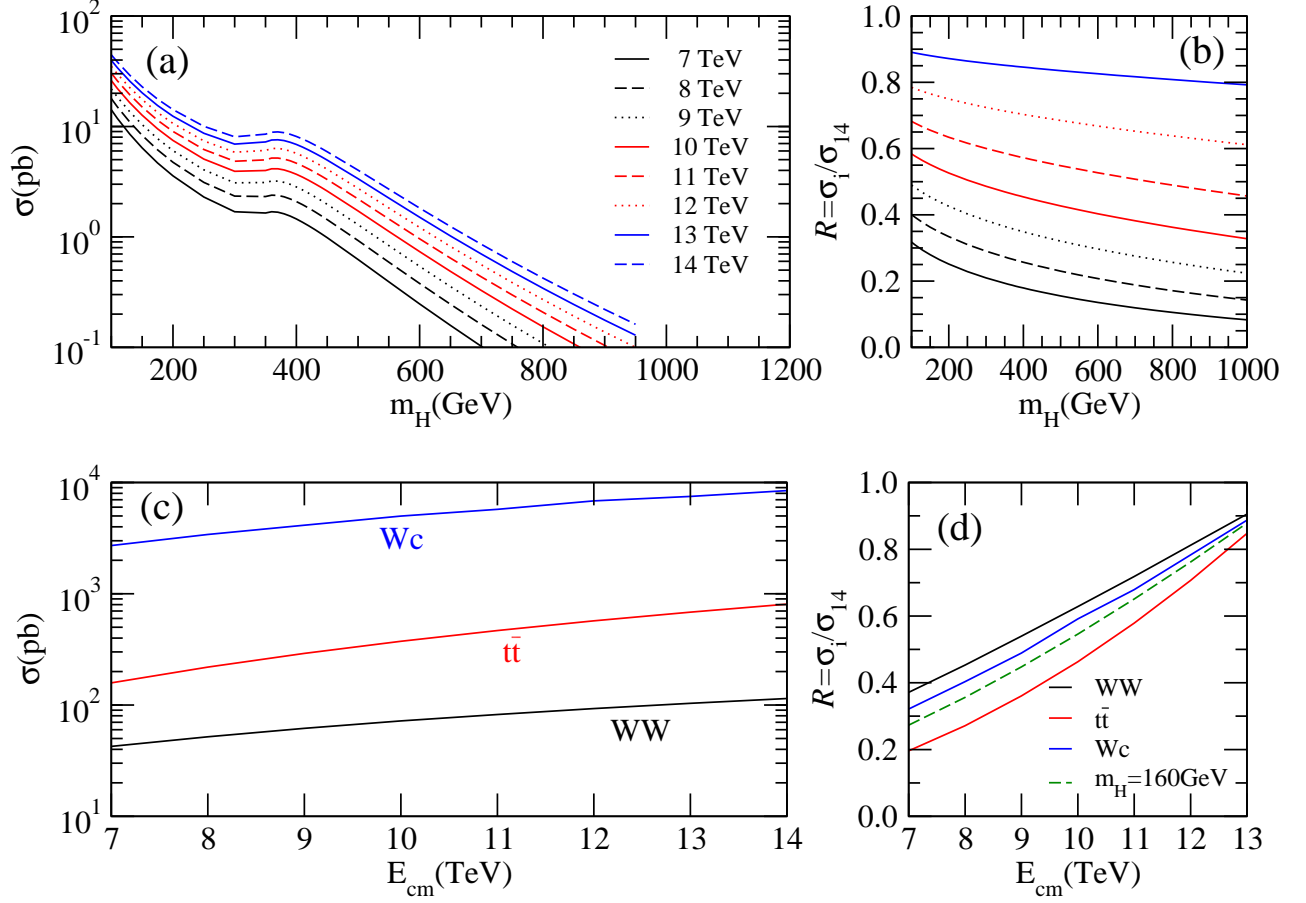 (a)
σ(pb)
10^2
10^1
10^0
10^-1
7 TeV
8 TeV
9 TeV
10 TeV
11 TeV
12 TeV
13 TeV
14 TeV
200 400 600 800 1000 1200
m_H(GeV)
(b)
R=σ_i/σ_14
1.0
0.8
0.6
0.4
0.2
0.0
200 400 600 800 1000
m_H(GeV)
(c)
σ(pb)
10^4
10^3
10^2
10^1
Wc
tt̄
WW
7 8 9 10 11 12 13 14
E_cm(TeV)
(d)
R=σ_i/σ_14
1.0
0.8
0.6
0.4
0.2
0.0
WW
tt̄
Wc
m_H=160GeV
7 8 9 10 11 12 13
E_cm(TeV)